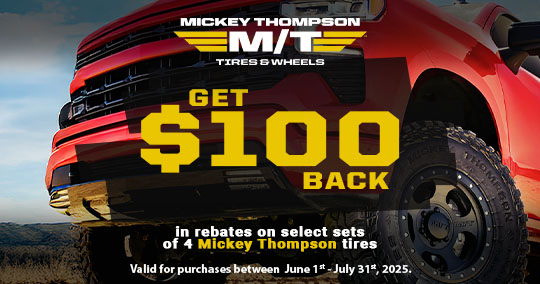 MICKEY THOMPSON
M/T
TIRES & WHEELS
GET
$100
BACK
in rebates on select sets
of 4 Mickey Thompson tires
Valid for purchases between June 1st - July 31st, 2025.
THOMPSON
M/T